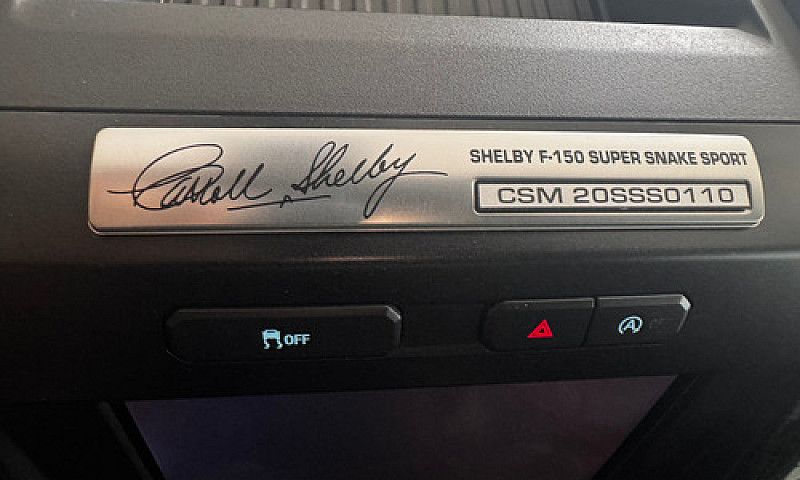 Carroll Shelby
SHELBY F-150 SUPER SNAKE SPORT
CSM 20SSS0110
OFF
A